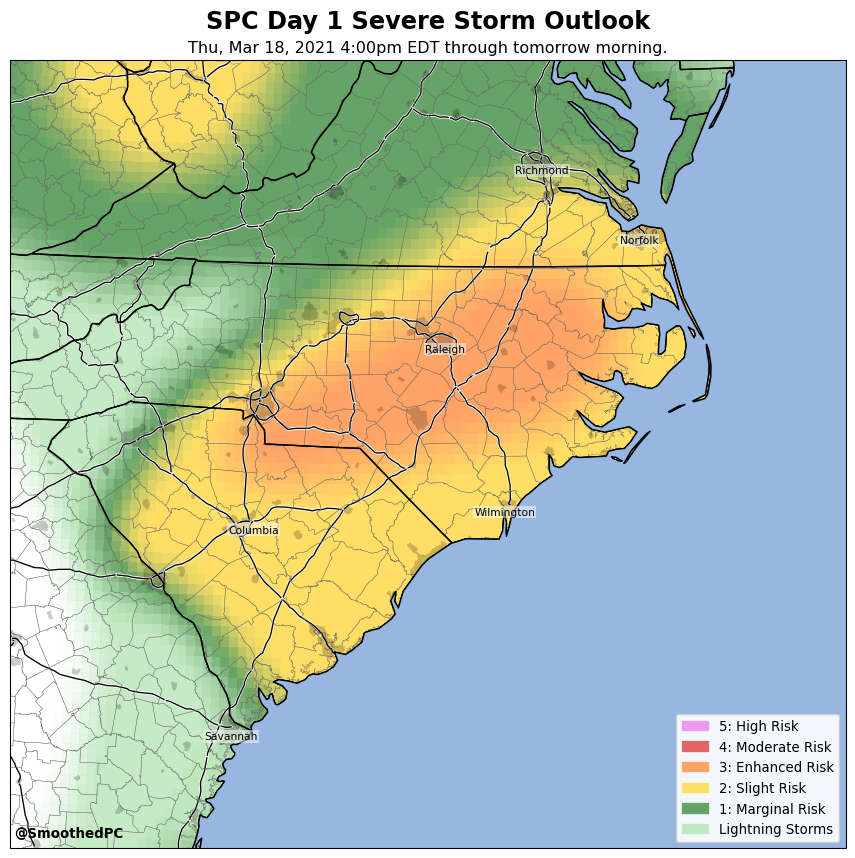 SPC Day 1 Severe Storm Outlook
Thu, Mar 18, 2021 4:00pm EDT through tomorrow morning.
Richmond
Norfolk
Raleigh
Wilmington
Columbia
Savannah
5: High Risk
4: Moderate Risk
3: Enhanced Risk
2: Slight Risk
1: Marginal Risk
Lightning Storms
@SmoothedPC